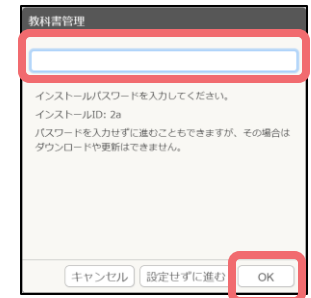 教科書管理
インストールパスワードを入力してください。
インストールID: 2a
パスワードを入力せずに進むこともできますが、その場合は
ダウンロードや更新はできません。
キャンセル 設定せずに進む OK